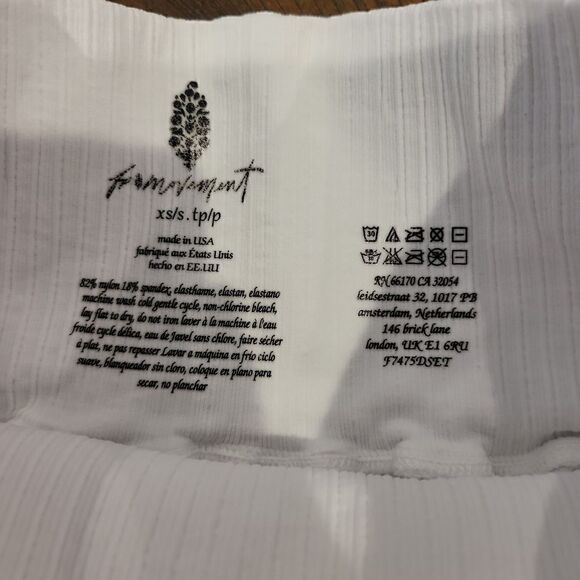 fp movement
xs/s . tp/p
made in USA
fabriqué aux États Unis
hecho en EE.UU
82% nylon 18% spandex, elasthanne, elastan, elastano
machine wash cold gentle cycle, non-chlorine bleach,
lay flat to dry, do not iron laver à la machine à l'eau
froide cycle délica, eau de Javel sans chlore, faire sécher
à plat, ne pas repasser Lavar a máquina en frio ciclo
suave, blanqueador sin cloro, coloque en plano para
secar, no planchar
30
RN 66170 CA 32054
leidsestraat 32, 1017 PB
amsterdam, Netherlands
146 brick lane
london, UK E1 6RU
F7475DSET